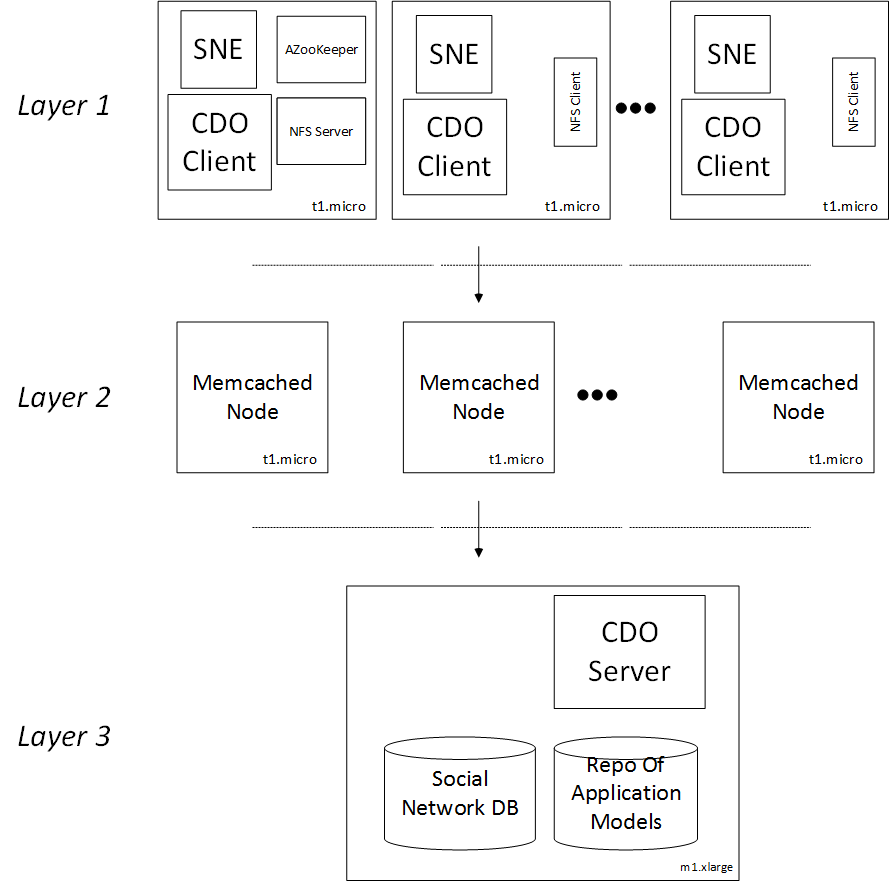 Layer 1
SNE
AZooKeeper
CDO
Client
NFS Server
t1.micro
SNE
CDO
Client
NFS Client
t1.micro
SNE
CDO
Client
NFS Client
t1.micro
Layer 2
Memcached
Node
t1.micro
Memcached
Node
t1.micro
Memcached
Node
t1.micro
Layer 3
CDO
Server
Social
Network DB
Repo Of
Application
Models
m1.xlarge